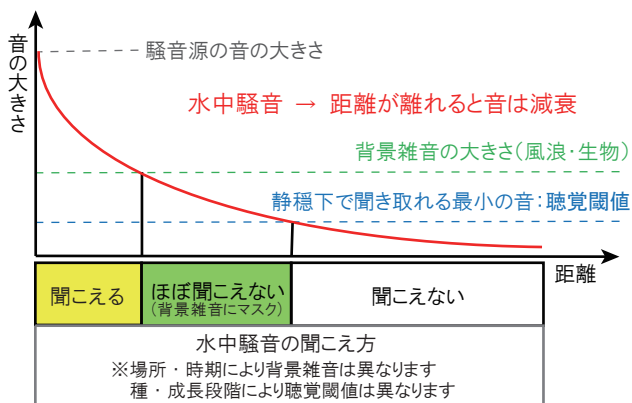 音の大きさ
騒音源の音の大きさ
水中騒音 → 距離が離れると音は減衰
背景雑音の大きさ(風浪・生物)
静穏下で聞き取れる最小の音:聴覚閾値
距離
聞こえる
ほぼ聞こえない
(背景雑音にマスク)
聞こえない
水中騒音の聞こえ方
※場所・時期により背景雑音は異なります
種・成長段階により聴覚閾値は異なります